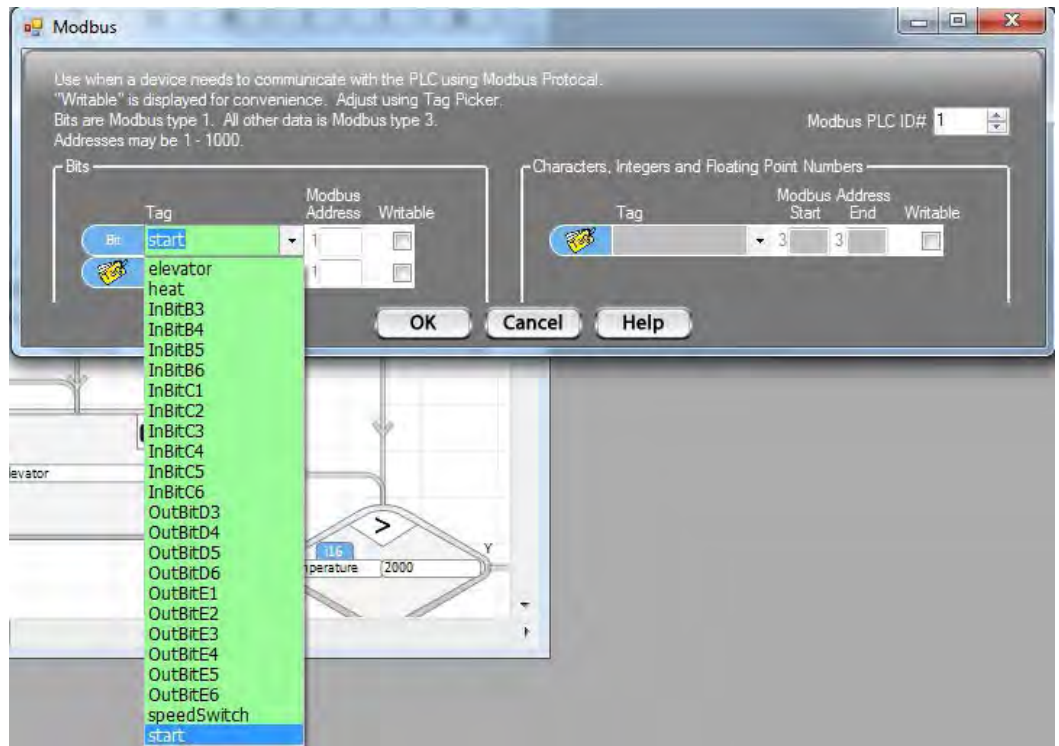 Modbus
Use when a device needs to communicate with the PLC using Modbus Protocal.
"Writable" is displayed for convenience. Adjust using Tag Picker.
Bits are Modbus type 1. All other data is Modbus type 3.
Addresses may be 1 - 1000.
Modbus PLC ID# 1
Bits
Tag
Modbus
Address
Writable
Bit
start
1
1
Characters, Integers and Floating Point Numbers
Tag
Modbus Address
Start End
Writable
3 3
OK Cancel Help
elevator
heat
InBitB3
InBitB4
InBitB5
InBitB6
InBitC1
InBitC2
InBitC3
InBitC4
InBitC5
InBitC6
OutBitD3
OutBitD4
OutBitD5
OutBitD6
OutBitE1
OutBitE2
OutBitE3
OutBitE4
OutBitE5
OutBitE6
speedSwitch
start
levator
>
i16
nperature 2000
Y